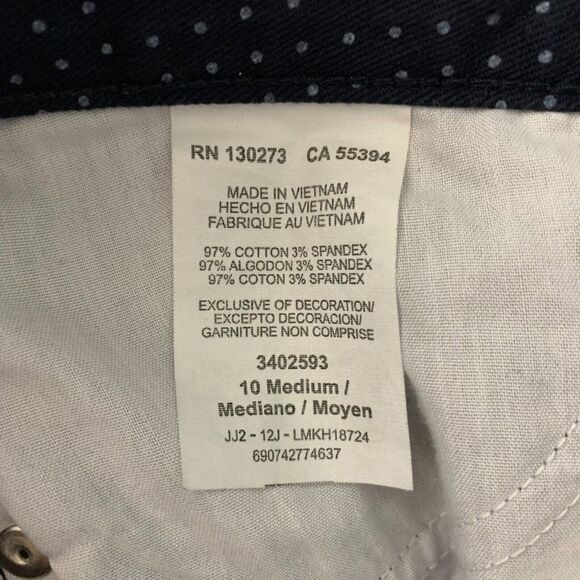 RN 130273 CA 55394
MADE IN VIETNAM
HECHO EN VIETNAM
FABRIQUE AU VIETNAM
97% COTTON 3% SPANDEX
97% ALGODON 3% SPANDEX
97% COTON 3% SPANDEX
EXCLUSIVE OF DECORATION/
EXCEPTO DECORACION/
GARNITURE NON COMPRISE
3402593
10 Medium /
Mediano / Moyen
JJ2 - 12J - LMKH18724
690742774637